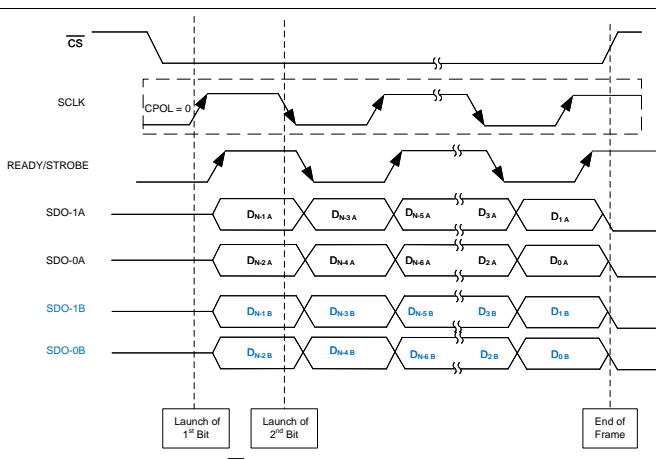 CS
SCLK
CPOL = 0
READY/STROBE
SDO-1A
DN-1 A DN-3 A DN-5 A D3 A D1 A
SDO-0A
DN-2 A DN-4 A DN-6 A D2 A D0 A
SDO-1B
DN-1 B DN-3 B DN-5 B D3 B D1 B
SDO-0B
DN-2 B DN-4 B DN-6 B D2 B D0 B
Launch of
1st Bit
Launch of
2nd Bit
End of
Frame